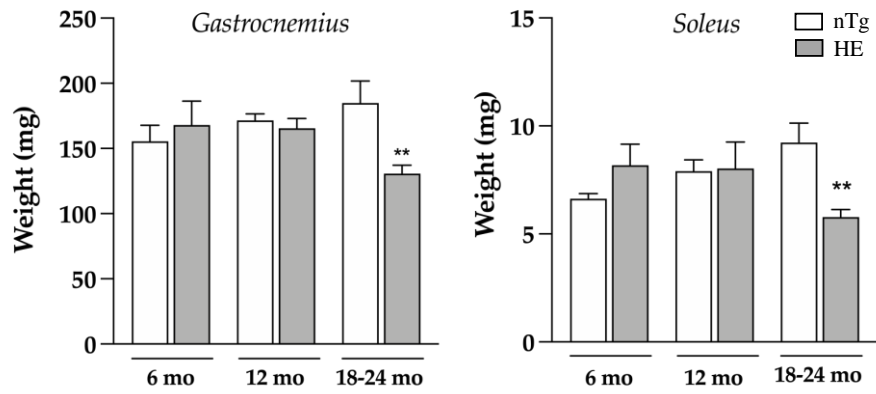 Gastrocnemius
Weight (mg)
250
200
150
100
50
0
**
6 mo
12 mo
18-24 mo
Soleus
nTg
HE
Weight (mg)
15
10
5
0
**
6 mo
12 mo
18-24 mo